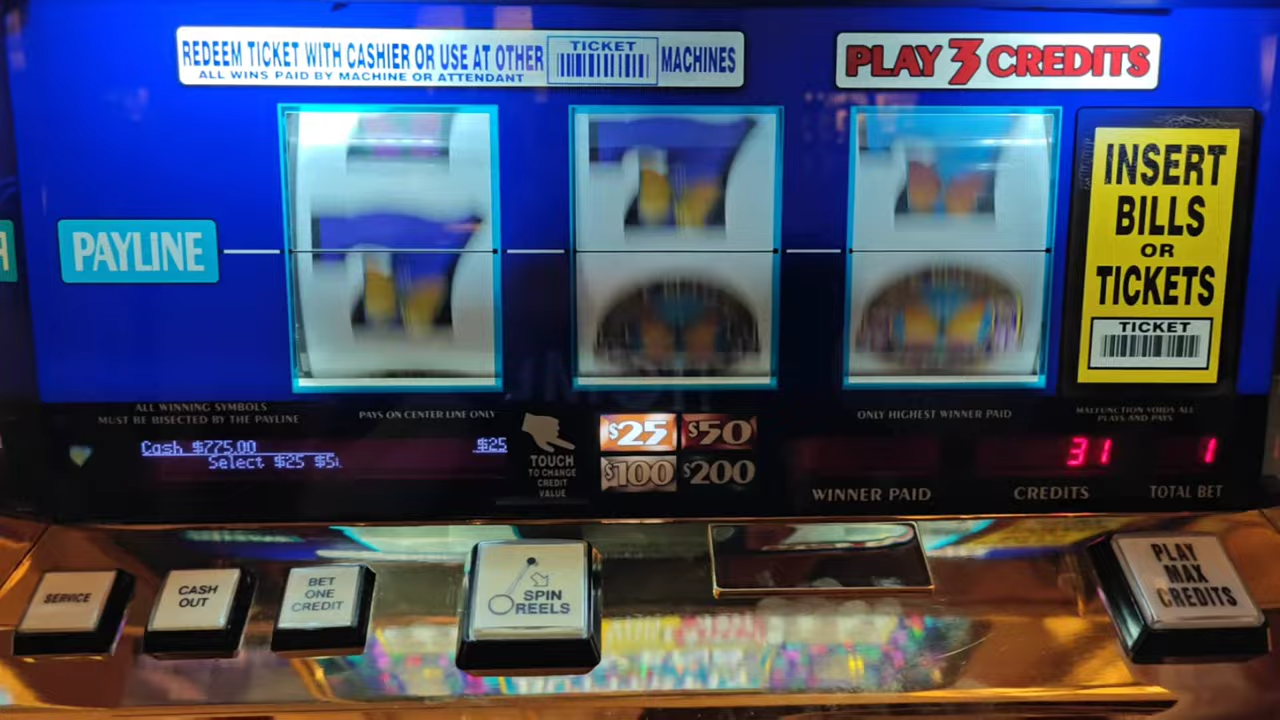 REDEEM TICKET WITH CASHIER OR USE AT OTHER TICKET MACHINES
ALL WINS PAID BY MACHINE OR ATTENDANT
PLAY 3 CREDITS
PAYLINE
INSERT
BILLS
OR
TICKETS
TICKET
ALL WINNING SYMBOLS
MUST BE BISECTED BY THE PAYLINE
PAYS ON CENTER LINE ONLY
Cash $775.00 $25
Select $25
TOUCH
TO CHANGE
CREDIT
VALUE
$25 $50
$100 $200
ONLY HIGHEST WINNER PAID
MALFUNCTION VOIDS ALL
PLAYS AND PAYS
31 1
WINNER PAID
CREDITS
TOTAL BET
SERVICE
CASH
OUT
BET
ONE
CREDIT
SPIN
REELS
PLAY
MAX
CREDITS